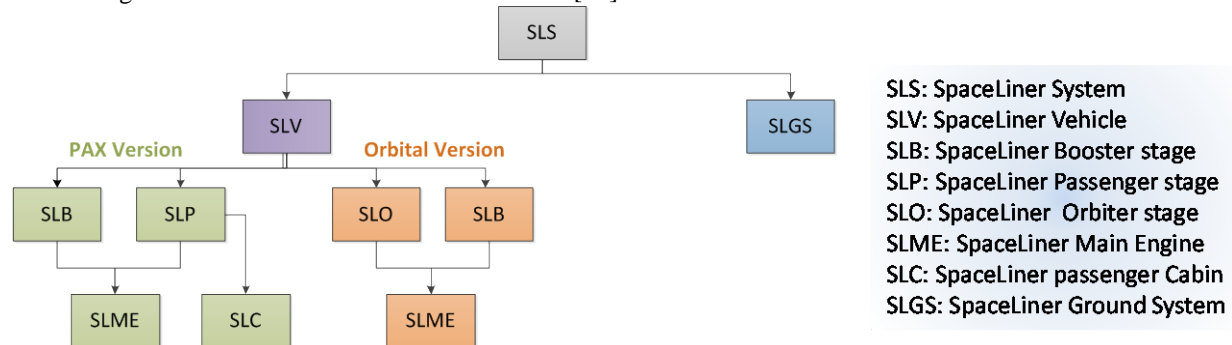 SLS
SLV
SLGS
PAX Version
Orbital Version
SLB
SLP
SLO
SLB
SLME
SLC
SLME
SLS: SpaceLiner System
SLV: SpaceLiner Vehicle
SLB: SpaceLiner Booster stage
SLP: SpaceLiner Passenger stage
SLO: SpaceLiner Orbiter stage
SLME: SpaceLiner Main Engine
SLC: SpaceLiner passenger Cabin
SLGS: SpaceLiner Ground System